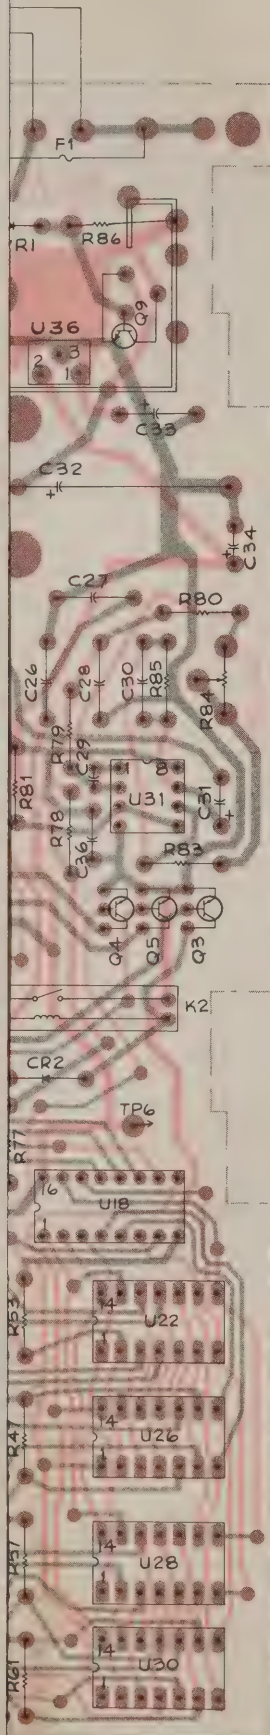 F1
R86
Q9
U36
3
2
1
C33
C32
+
+
C34
+
C27
R80
C26
C28
C30
R85
R84
R79
C29
R81
1
8
U31
C31
+
R78
C36
R83
Q4
Q5
Q3
K2
CR2
TP6
R77
16
U18
1
R53
14
U22
1
R47
14
U26
1
R57
14
U28
1
R61
14
U30
1